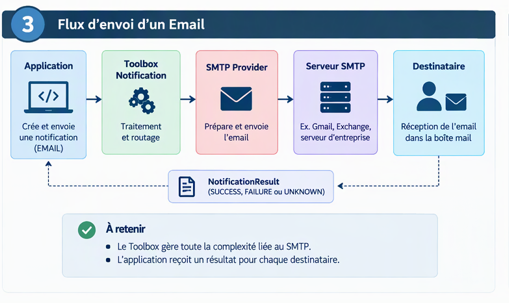 3
Flux d'envoi d'un Email
Application
</>
Crée et envoie
une notification
(EMAIL)
Toolbox
Notification
Traitement
et routage
SMTP Provider
Prépare et envoie
l'email
Serveur SMTP
Ex. Gmail, Exchange,
serveur d'entreprise
Destinataire
Réception de l'email
dans la boîte mail
NotificationResult
(SUCCESS, FAILURE ou UNKNOWN)
À retenir
• Le Toolbox gère toute la complexité liée au SMTP.
• L'application reçoit un résultat pour chaque destinataire.